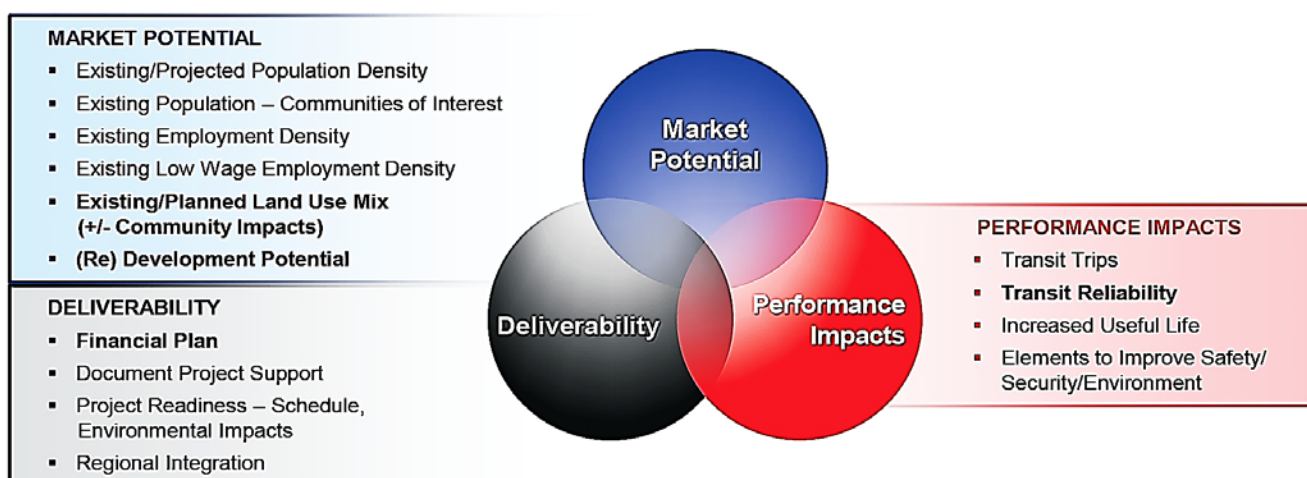 MARKET POTENTIAL
▪ Existing/Projected Population Density
▪ Existing Population – Communities of Interest
▪ Existing Employment Density
▪ Existing Low Wage Employment Density
▪ Existing/Planned Land Use Mix
(+/- Community Impacts)
▪ (Re) Development Potential
DELIVERABILITY
▪ Financial Plan
▪ Document Project Support
▪ Project Readiness – Schedule,
Environmental Impacts
▪ Regional Integration
Market
Potential
Deliverability
Performance
Impacts
PERFORMANCE IMPACTS
▪ Transit Trips
▪ Transit Reliability
▪ Increased Useful Life
▪ Elements to Improve Safety/
Security/Environment